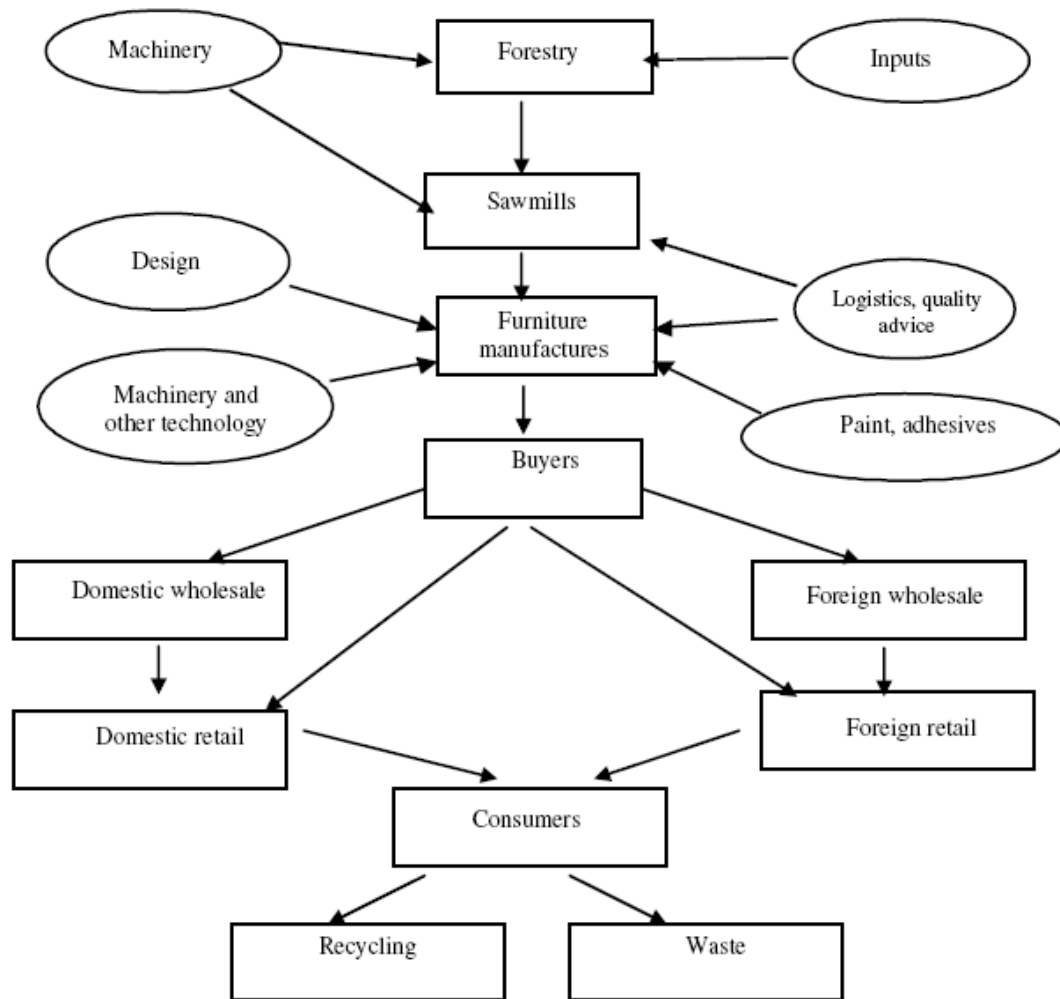 Machinery
Forestry
Inputs
Sawmills
Design
Logistics, quality
advice
Furniture
manufactures
Machinery and
other technology
Paint, adhesives
Buyers
Domestic wholesale
Foreign wholesale
Domestic retail
Foreign retail
Consumers
Recycling
Waste